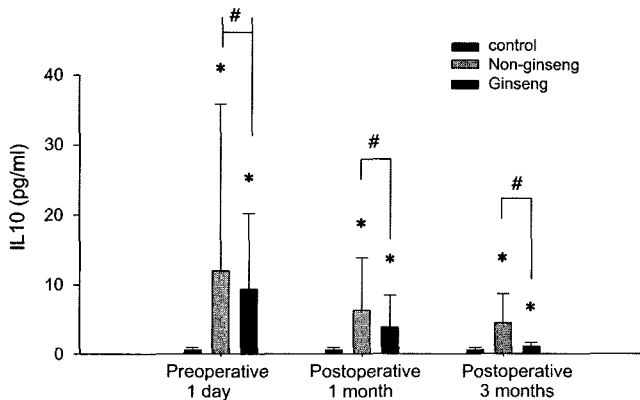 #
control
Non-ginseng
Ginseng
*
40
#
#
*
30
20
*
*
*
10
*
0
IL10 (pg/ml)
Preoperative
1 day
Postoperative
1 month
Postoperative
3 months